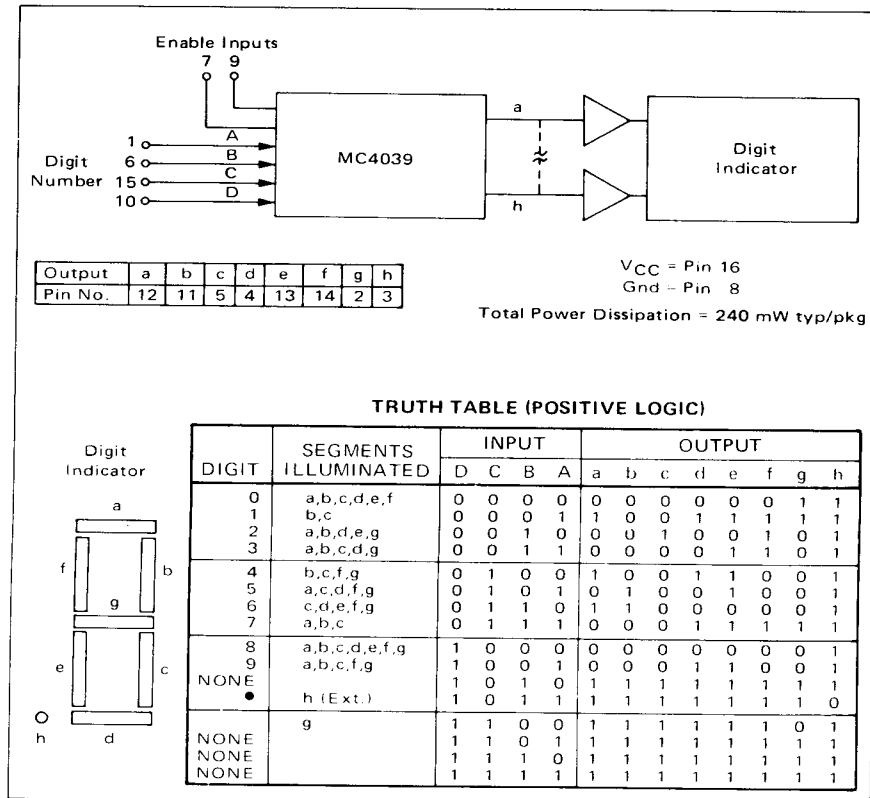 Enable Inputs
7 9
a
1 A
6 B
15 C
10 D
Digit
Number
MC4039
h
Digit
Indicator
Output a b c d e f g h
Pin No. 12 11 5 4 13 14 2 3
VCC = Pin 16
Gnd - Pin 8
Total Power Dissipation = 240 mW typ/pkg
TRUTH TABLE (POSITIVE LOGIC)
Digit
Indicator
a
f b
g
e c
h d
DIGIT SEGMENTS ILLUMINATED INPUT OUTPUT
D C B A a b c d e f g h
0 a,b,c,d,e,f 0 0 0 0 0 0 0 0 0 0 1 1
1 b,c 0 0 0 1 1 0 0 1 1 1 1 1
2 a,b,d,e,g 0 0 1 0 0 0 1 0 0 1 0 1
3 a,b,c,d,g 0 0 1 1 0 0 0 0 1 1 0 1
4 b,c,f,g 0 1 0 0 1 0 0 1 1 0 0 1
5 a,c,d,f,g 0 1 0 1 0 1 0 0 1 0 0 1
6 c,d,e,f,g 0 1 1 0 1 1 0 0 0 0 0 1
7 a,b,c 0 1 1 1 0 0 0 1 1 1 1 1
8 a,b,c,d,e,f,g 1 0 0 0 0 0 0 0 0 0 0 1
9 a,b,c,f,g 1 0 0 1 0 0 0 1 1 0 0 1
NONE 1 0 1 0 1 1 1 1 1 1 1 1
● h (Ext.) 1 0 1 1 1 1 1 1 1 1 1 0
g 1 1 0 0 1 1 1 1 1 1 0 1
NONE 1 1 0 1 1 1 1 1 1 1 1 1
NONE 1 1 1 0 1 1 1 1 1 1 1 1
NONE 1 1 1 1 1 1 1 1 1 1 1 1